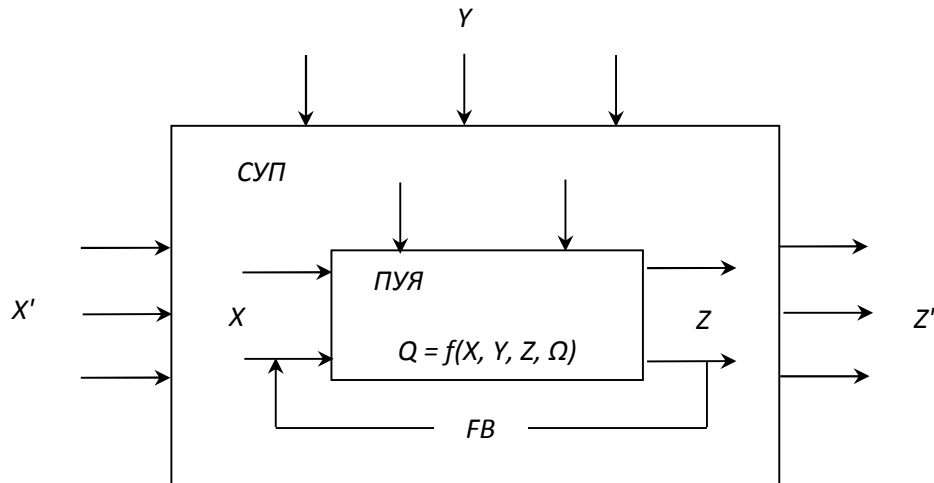 Y
СУП
ПУЯ
X'
X
Z
Z'
Q = f(X, Y, Z, Ω)
FB